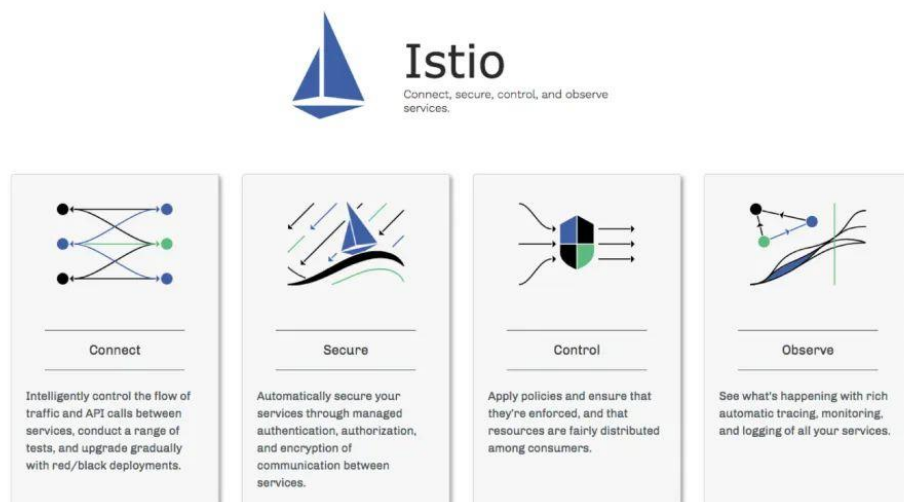 Istio
Connect, secure, control, and observe
services.
Connect
Intelligently control the flow of
traffic and API calls between
services, conduct a range of
tests, and upgrade gradually
with red/black deployments.
Secure
Automatically secure your
services through managed
authentication, authorization,
and encryption of
communication between
services.
Control
Apply policies and ensure that
they're enforced, and that
resources are fairly distributed
among consumers.
Observe
See what's happening with rich
automatic tracing, monitoring,
and logging of all your services.